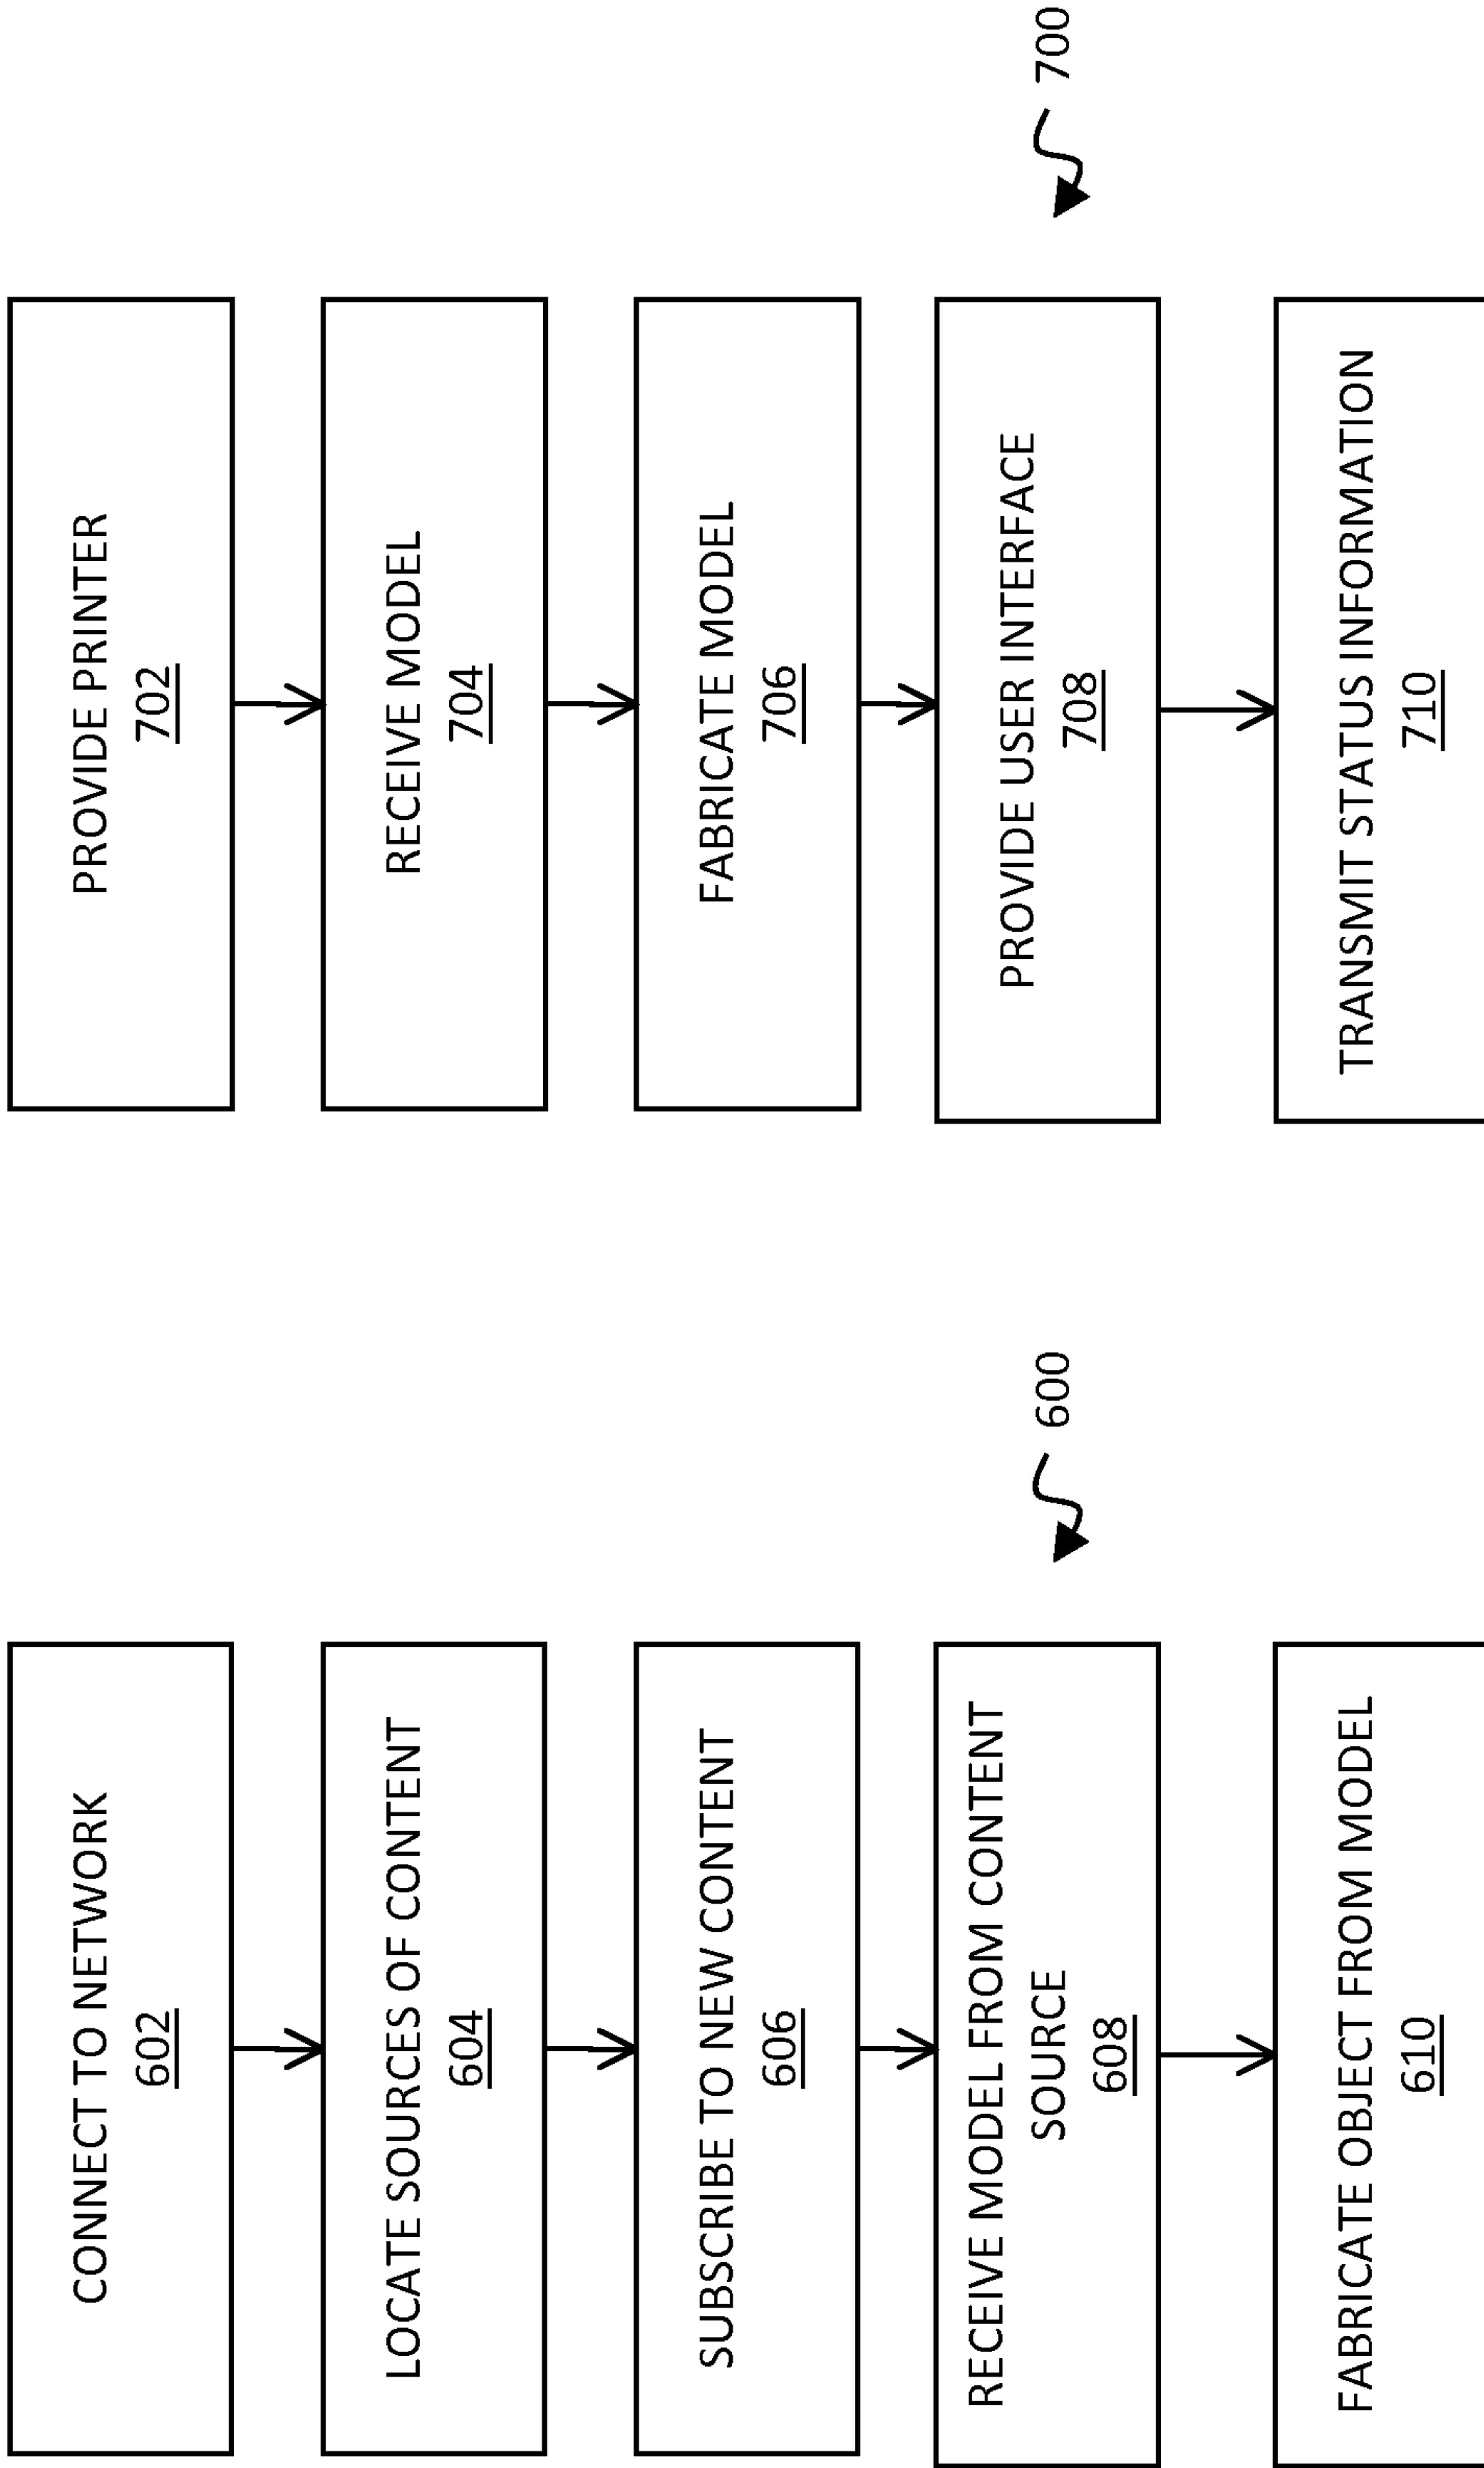 CONNECT TO NETWORK
602
LOCATE SOURCES OF CONTENT
604
SUBSCRIBE TO NEW CONTENT
606
RECEIVE MODEL FROM CONTENT
SOURCE
608
FABRICATE OBJECT FROM MODEL
610
600
PROVIDE PRINTER
702
RECEIVE MODEL
704
FABRICATE MODEL
706
PROVIDE USER INTERFACE
708
TRANSMIT STATUS INFORMATION
710
700